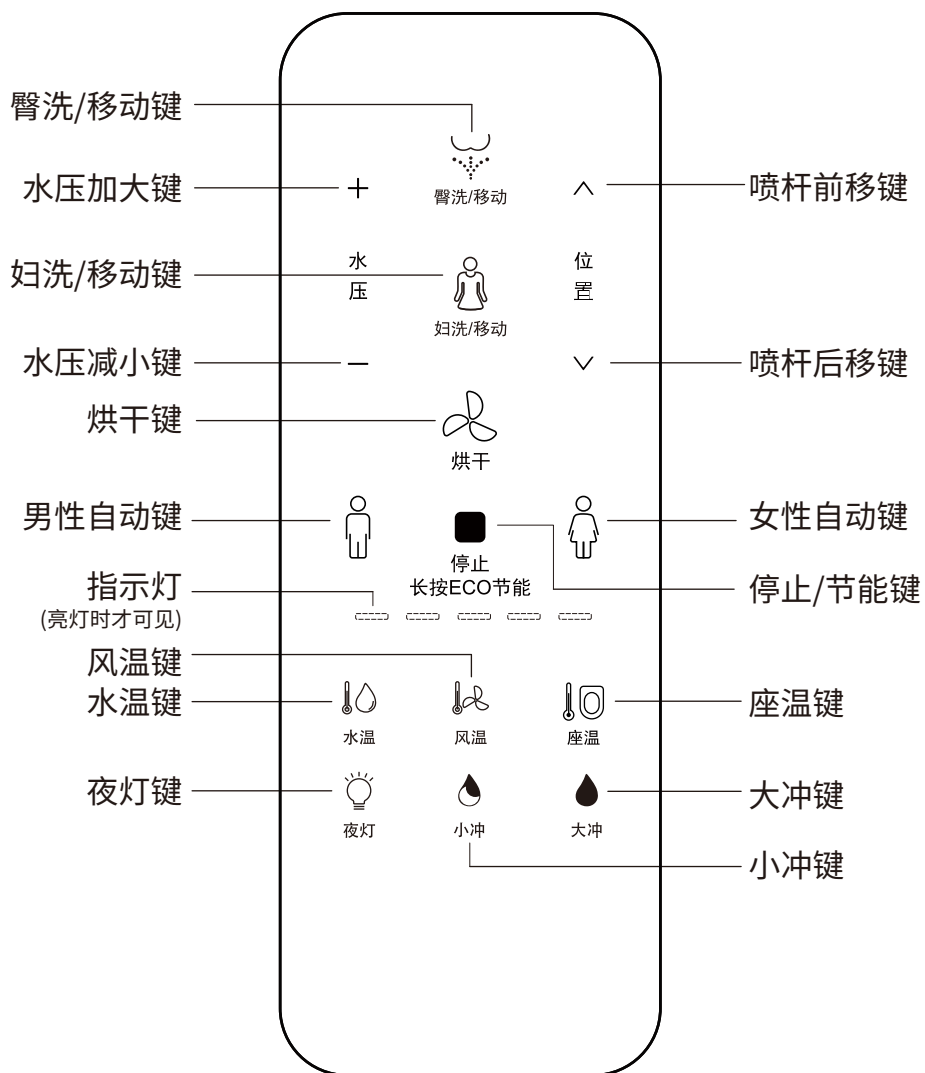 臀洗/移动键
水压加大键
+
臀洗/移动
喷杆前移键
妇洗/移动键
水
压
位
置
妇洗/移动
水压减小键
−
喷杆后移键
烘干键
烘干
男性自动键
女性自动键
停止
长按ECO节能
停止/节能键
指示灯
(亮灯时才可见)
风温键
水温键
座温键
水温
风温
座温
夜灯键
大冲键
夜灯
小冲
大冲
小冲键